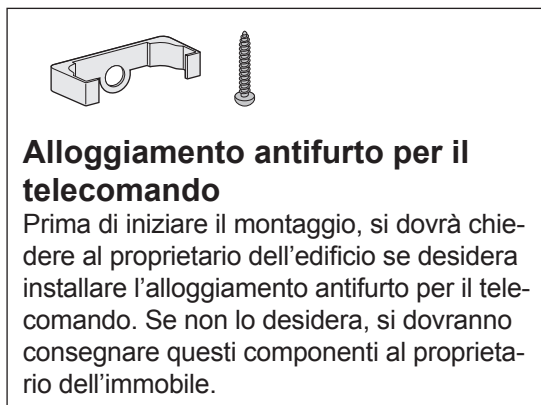 Alloggiamento antifurto per il
telecomando
Prima di iniziare il montaggio, si dovrà chie-
dere al proprietario dell’edificio se desidera
installare l’alloggiamento antifurto per il tele-
comando. Se non lo desidera, si dovranno
consegnare questi componenti al proprieta-
rio dell’immobile.